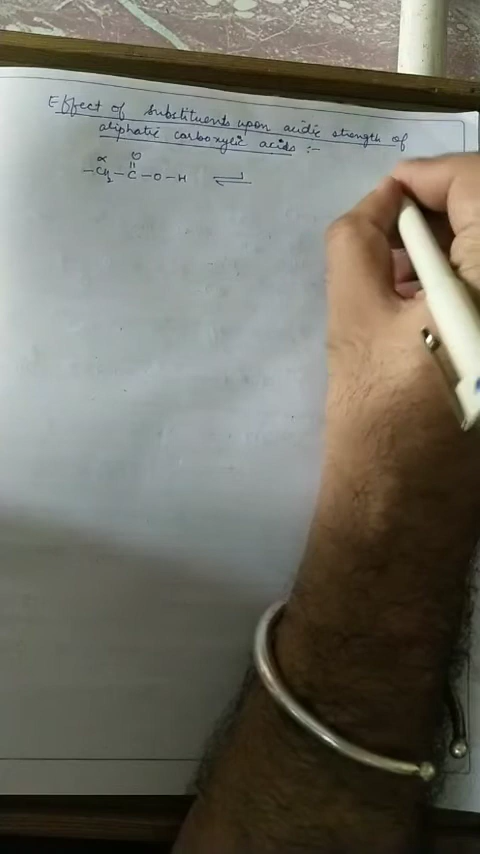 Effect of substituents upon acidic strength of
aliphatic carboxylic acids :-
α O
-CH2-C-O-H ⇌